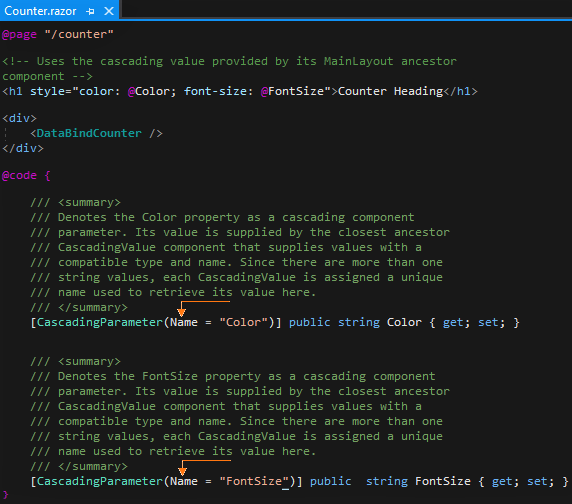 Counter.razor
@page "/counter"
<!-- Uses the cascading value provided by its MainLayout ancestor
component -->
<h1 style="color: @Color; font-size: @FontSize">Counter Heading</h1>
<div>
    <DataBindCounter />
</div>
@code {
    /// <summary>
    /// Denotes the Color property as a cascading component
    /// parameter. Its value is supplied by the closest ancestor
    /// CascadingValue component that supplies values with a
    /// compatible type and name. Since there are more than one
    /// string values, each CascadingValue is assigned a unique
    /// name used to retrieve its value here.
    /// </summary>
    [CascadingParameter(Name = "Color")] public string Color { get; set; }
    /// <summary>
    /// Denotes the FontSize property as a cascading component
    /// parameter. Its value is supplied by the closest ancestor
    /// CascadingValue component that supplies values with a
    /// compatible type and name. Since there are more than one
    /// string values, each CascadingValue is assigned a unique
    /// name used to retrieve its value here.
    /// </summary>
    [CascadingParameter(Name = "FontSize")] public  string FontSize { get; set; }
}